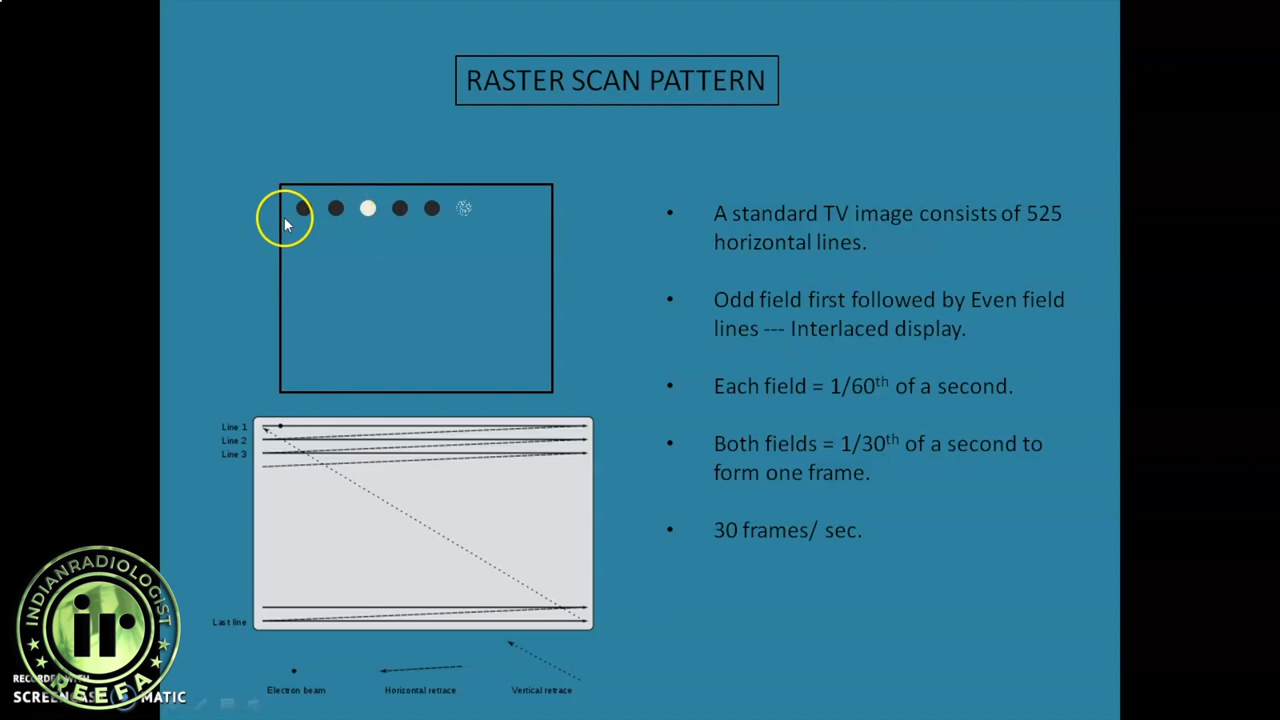 RASTER SCAN PATTERN
• A standard TV image consists of 525
horizontal lines.
• Odd field first followed by Even field
lines --- Interlaced display.
• Each field = 1/60th of a second.
• Both fields = 1/30th of a second to
form one frame.
• 30 frames/ sec.
Line 1
Line 2
Line 3
Last line
Electron beam
Horizontal retrace
Vertical retrace
INDIANRADIOLOGIST
ir
REEFA
RECORDED WITH
SCREENCAST MATIC